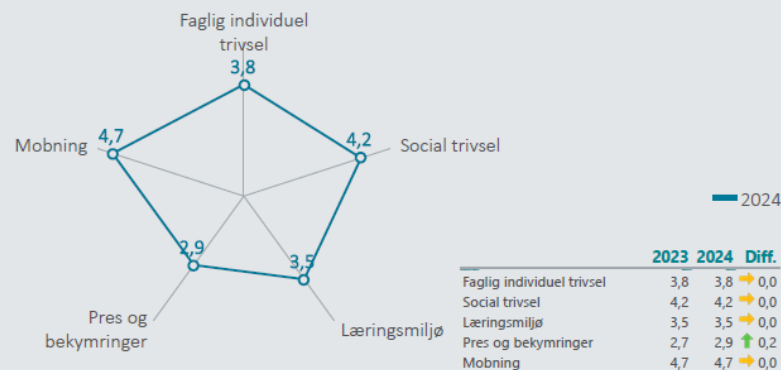 Faglig individuel
trivsel
3,8
4,7
4,2
Mobning
Social trivsel
2024
2,9
3,5
Pres og
bekymringer
Læringsmiljø
2023 2024 Diff.
Faglig individuel trivsel 3,8 3,8 0,0
Social trivsel 4,2 4,2 0,0
Læringsmiljø 3,5 3,5 0,0
Pres og bekymringer 2,7 2,9 0,2
Mobning 4,7 4,7 0,0